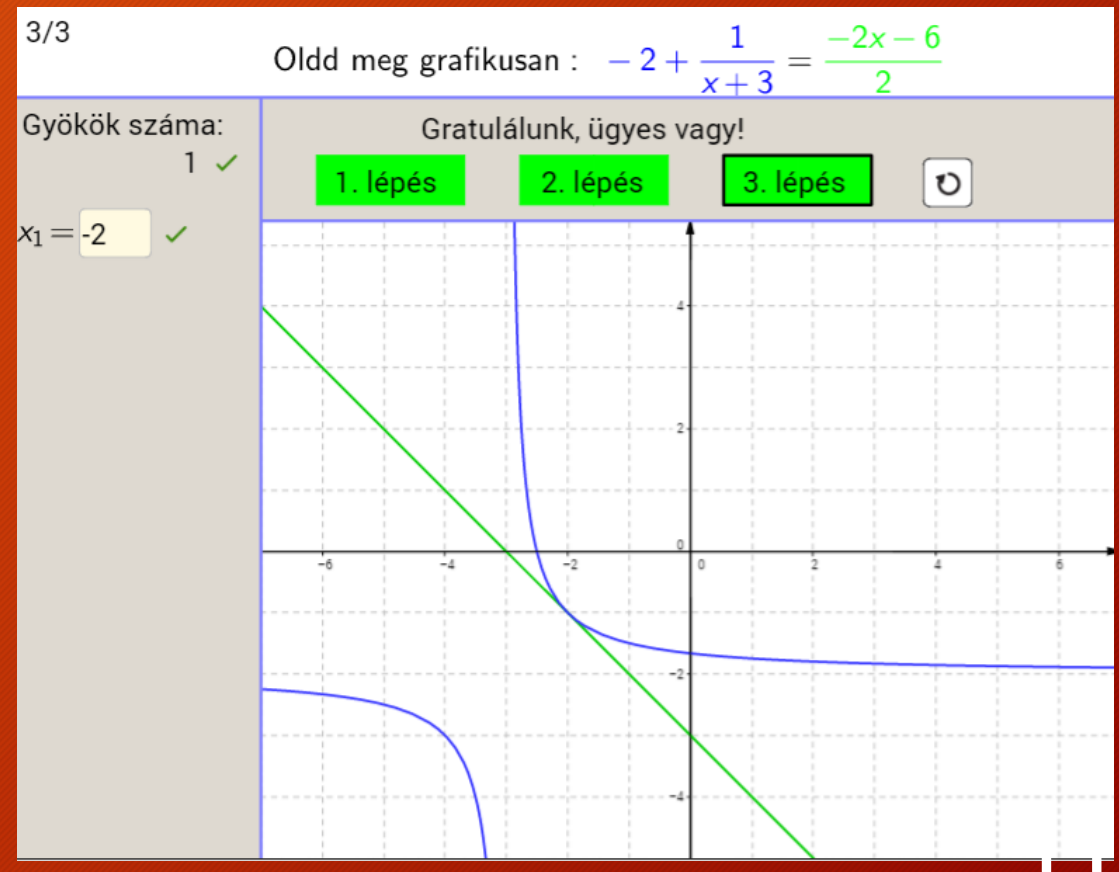 3/3
Oldd meg grafikusan : − 2 + 1/(x + 3) = (−2x − 6)/2
Gyökök száma:
1 ✓
x₁ = -2 ✓
Gratulálunk, ügyes vagy!
1. lépés 2. lépés 3. lépés
4
2
0
−6 −4 −2 0 2 4 6
−2
−4